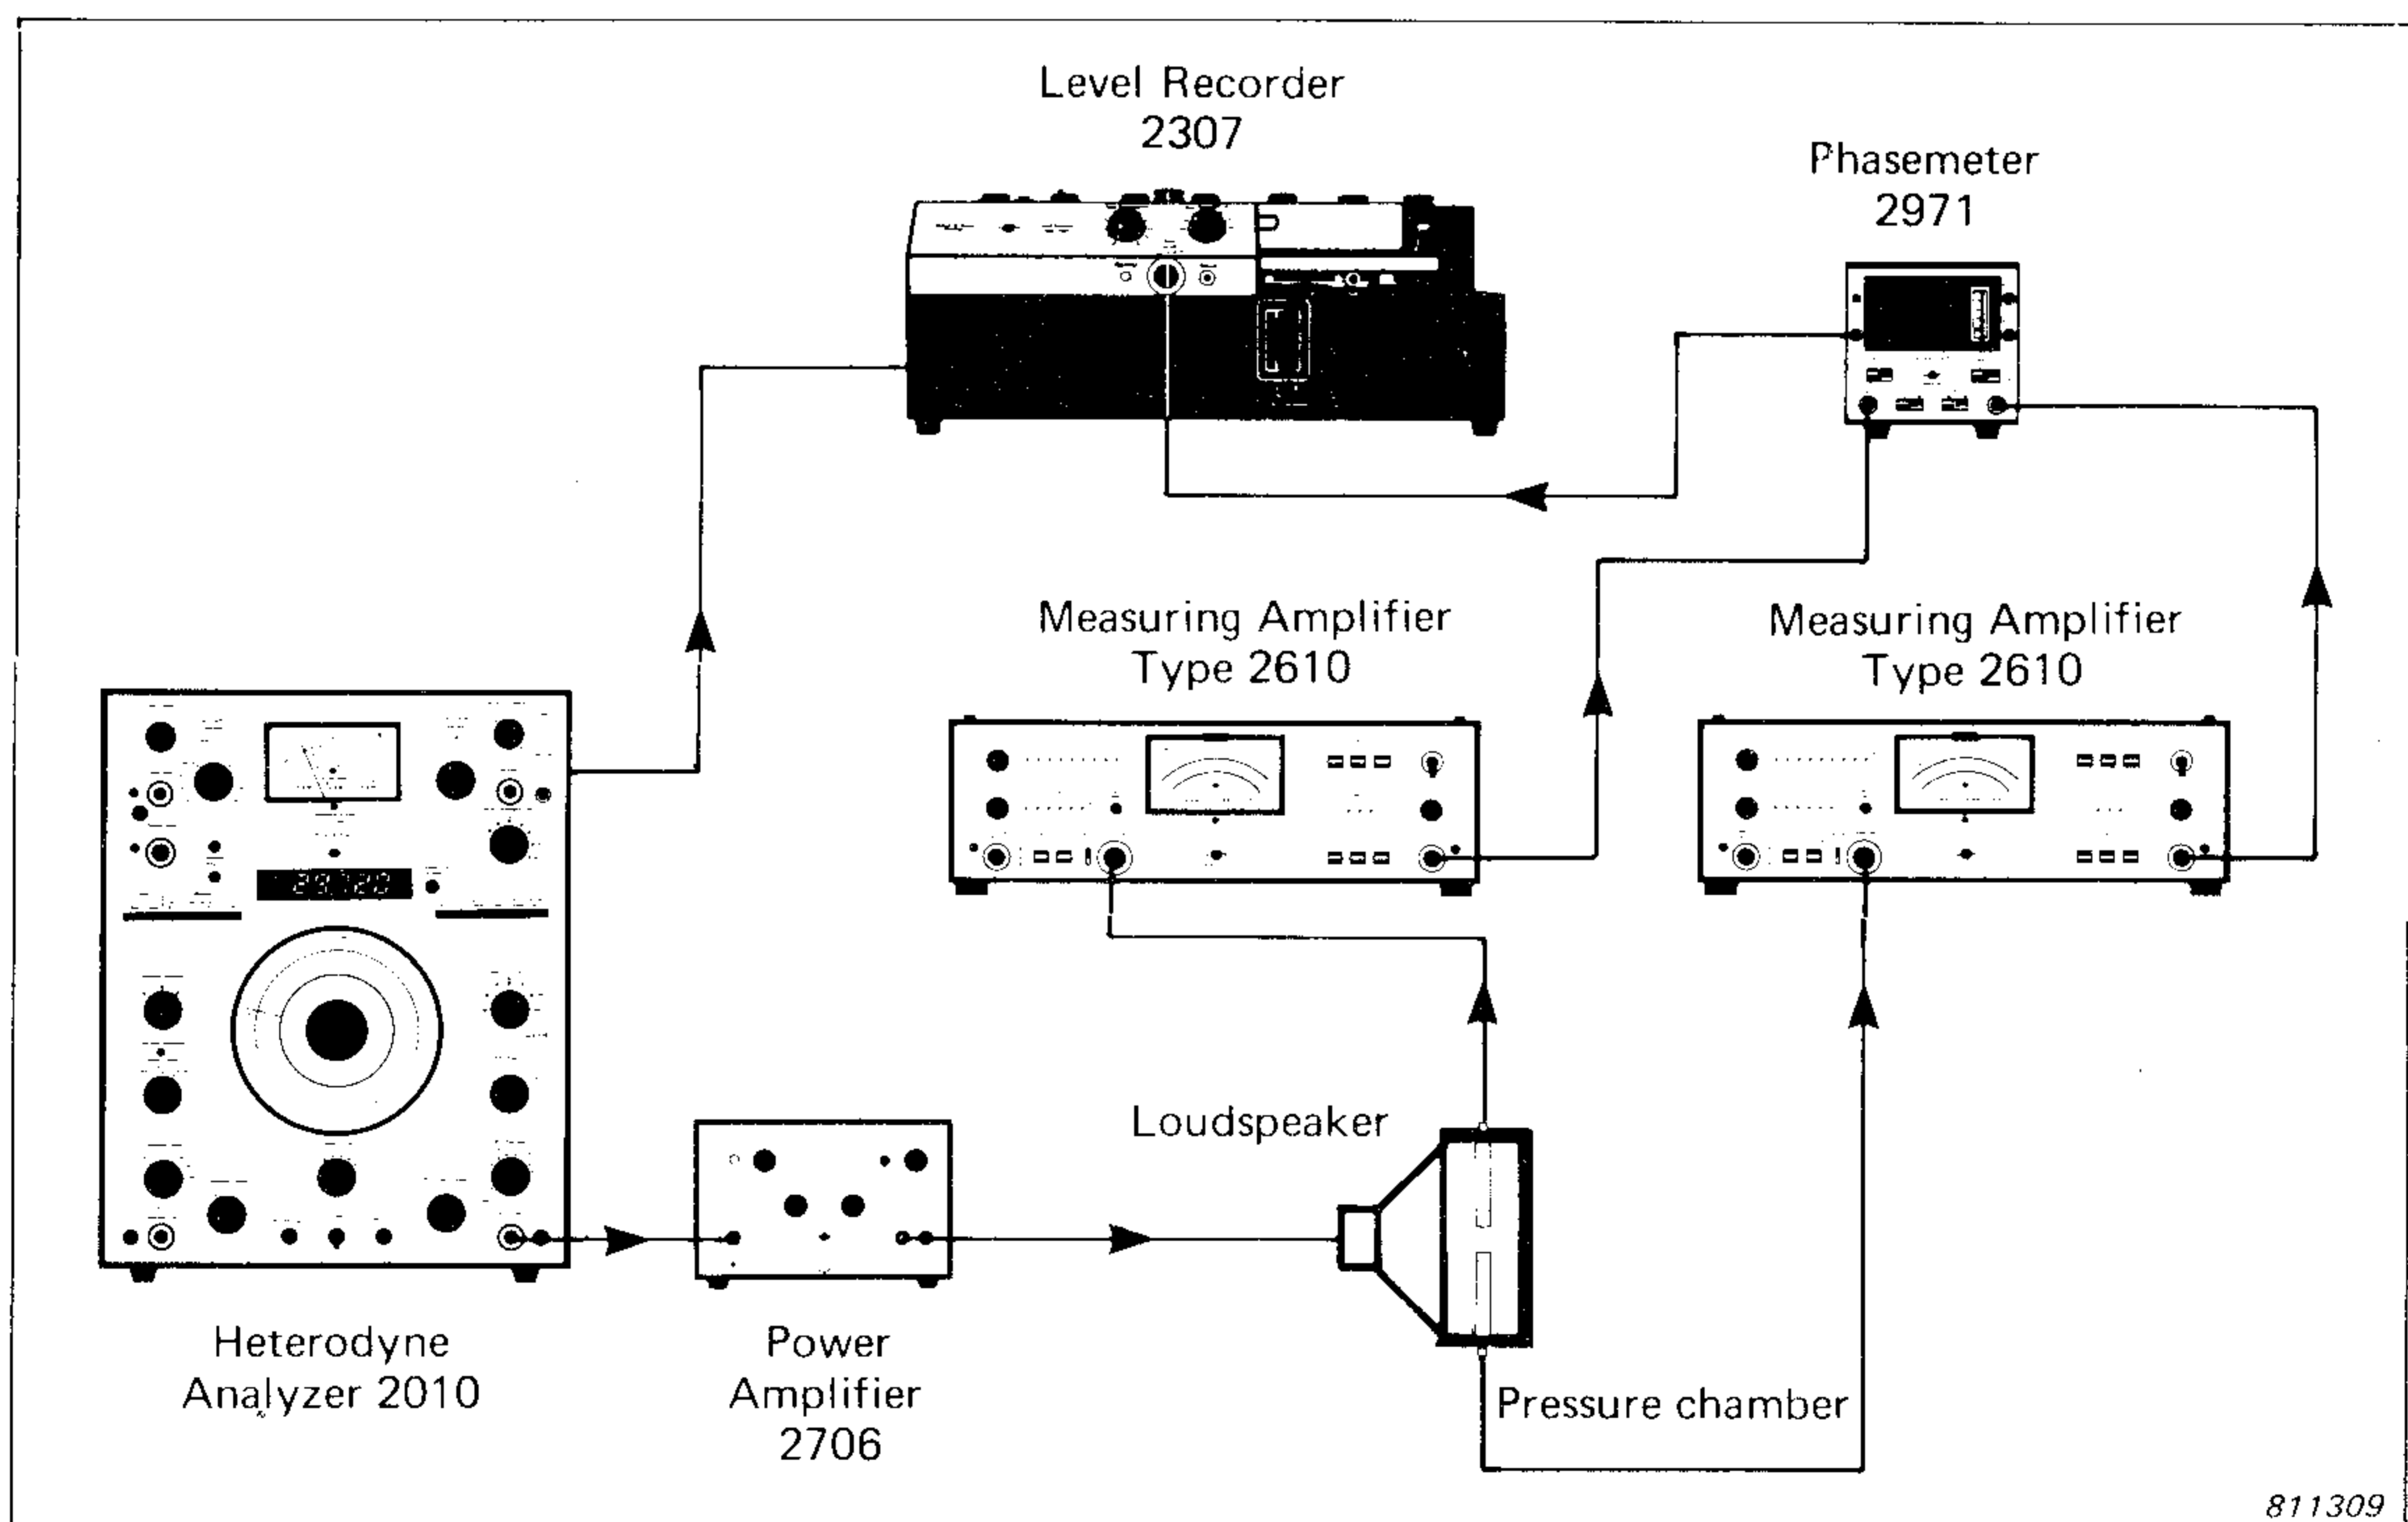 Level Recorder
2307
Phasemeter
2971
Measuring Amplifier
Type 2610
Measuring Amplifier
Type 2610
Loudspeaker
Heterodyne
Analyzer 2010
Power
Amplifier
2706
Pressure chamber
811309